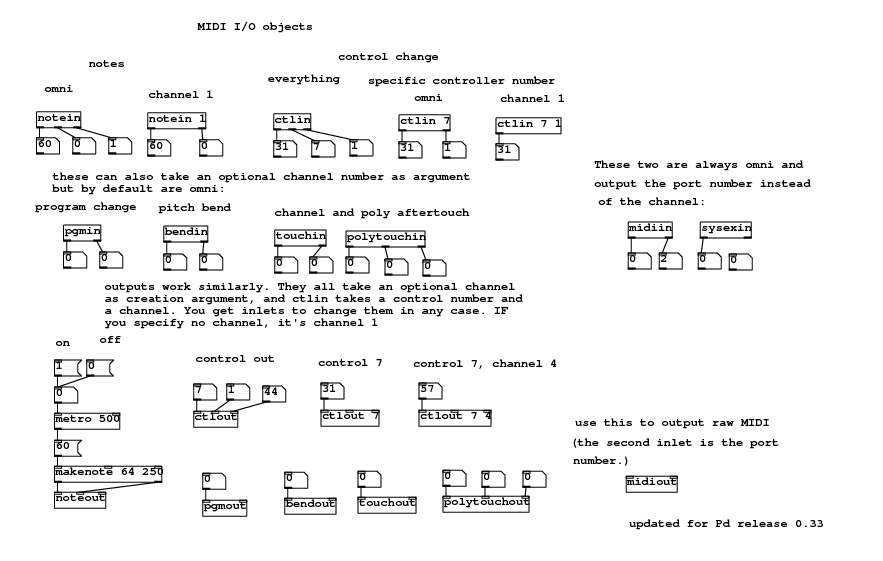 MIDI I/O objects
control change
notes
everything
specific controller number
omni
channel 1
omni
channel 1
notein
notein 1
ctlin
ctlin 7
ctlin 7 1
60 0 1
60 0
31 7 1
31 1
31
these can also take an optional channel number as argument
but by default are omni:
These two are always omni and
output the port number instead
of the channel:
program change
pitch bend
channel and poly aftertouch
pgmin
bendin
touchin
polytouchin
midiin
sysexin
0 0
0 0
0 0
0 0 0
0 2
0 0
outputs work similarly. They all take an optional channel
as creation argument, and ctlin takes a control number and
a channel. You get inlets to change them in any case. IF
you specify no channel, it's channel 1
on
off
control out
control 7
control 7, channel 4
1 0
0
metro 500
60
makenote 64 250
noteout
7 1 44
ctlout
31
ctlout 7
57
ctlout 7 4
use this to output raw MIDI
(the second inlet is the port
number.)
midiout
0
pgmout
0
bendout
0
touchout
0 0 0
polytouchout
updated for Pd release 0.33